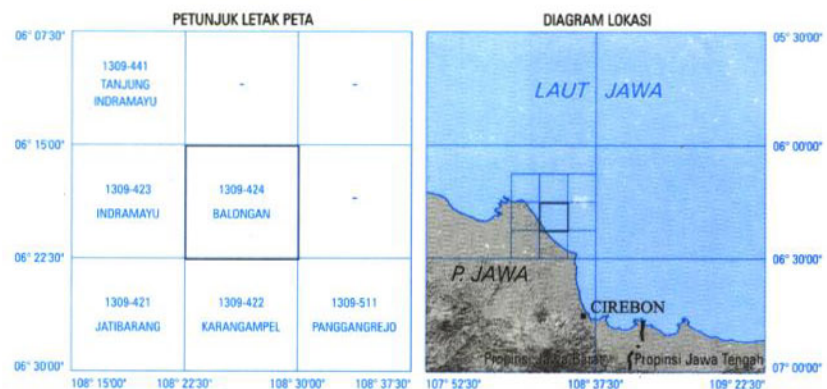 PETUNJUK LETAK PETA
06° 07'30"
1309-441
TANJUNG
INDRAMAYU
-
-
06° 15'00"
1309-423
INDRAMAYU
1309-424
BALONGAN
-
06° 22'30"
1309-421
JATIBARANG
1309-422
KARANGAMPEL
1309-511
PANGGANGREJO
06° 30'00"
108° 15'00"
108° 22'30"
108° 30'00"
108° 37'30"
DIAGRAM LOKASI
05° 30'00"
LAUT JAWA
06° 00'00"
06° 30'00"
P. JAWA
CIREBON
Propinsi Jawa Barat
Propinsi Jawa Tengah
07° 00'00"
107° 52'30"
108° 37'30"
109° 22'30"